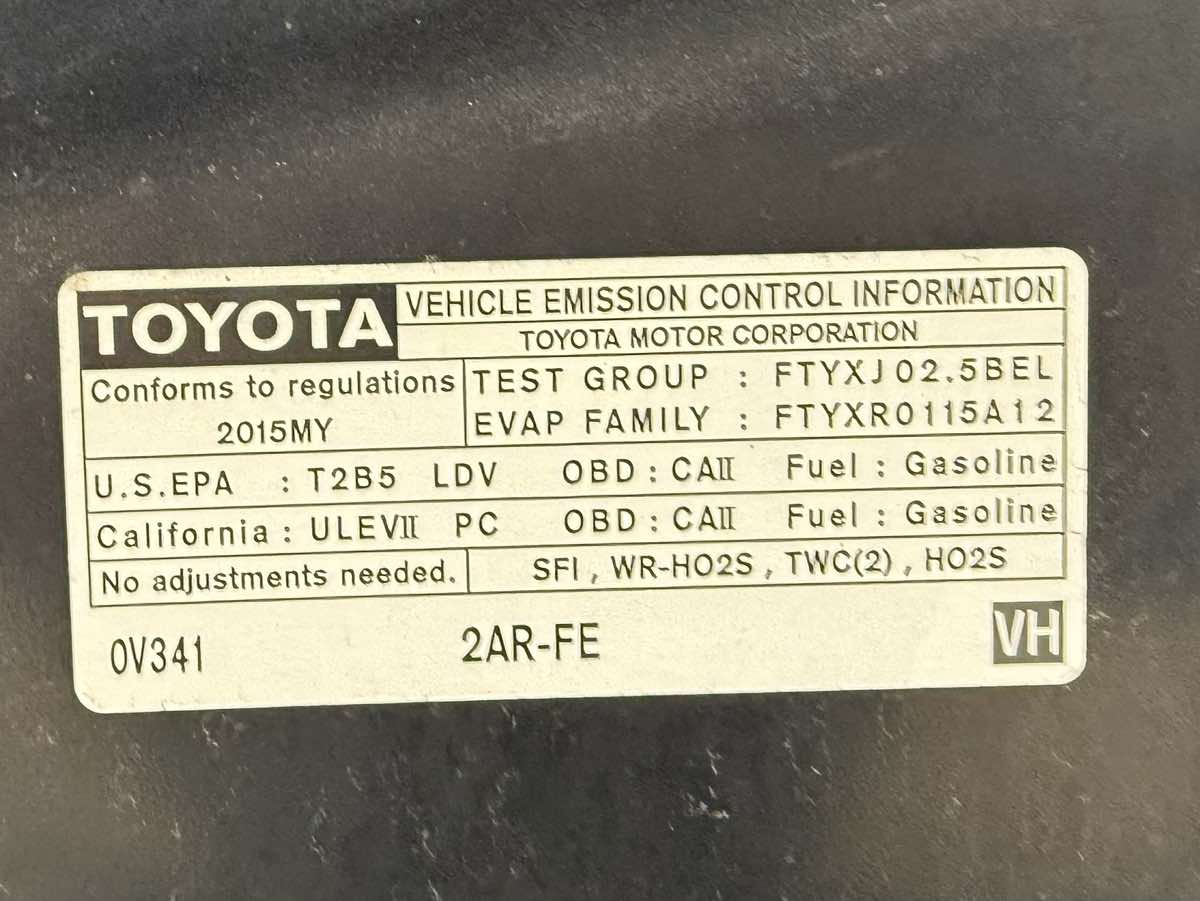 TOYOTA
VEHICLE EMISSION CONTROL INFORMATION
TOYOTA MOTOR CORPORATION
Conforms to regulations
2015MY
TEST GROUP : FTYXJ02.5BEL
EVAP FAMILY : FTYXR0115A12
U.S.EPA : T2B5 LDV OBD : CAII Fuel : Gasoline
California : ULEVII PC OBD : CAII Fuel : Gasoline
No adjustments needed.
SFI, WR-HO2S, TWC(2), HO2S
0V341
2AR-FE
VH